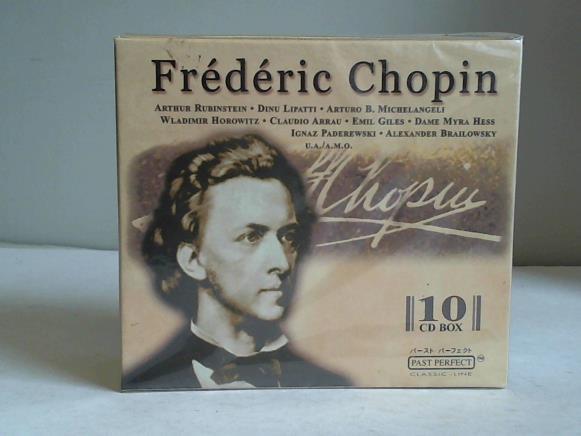 Frédéric Chopin
ARTHUR RUBINSTEIN • DINU LIPATTI • ARTURO B. MICHELANGELI
WLADIMIR HOROWITZ • CLAUDIO ARRAU • EMIL GILES • DAME MYRA HESS
IGNAZ PADEREWSKI • ALEXANDER BRAILOWSKY
U.A./A.M.O.
Chopin
10
CD BOX
パースト パーフェクト
PAST PERFECT
CLASSIC-LINE